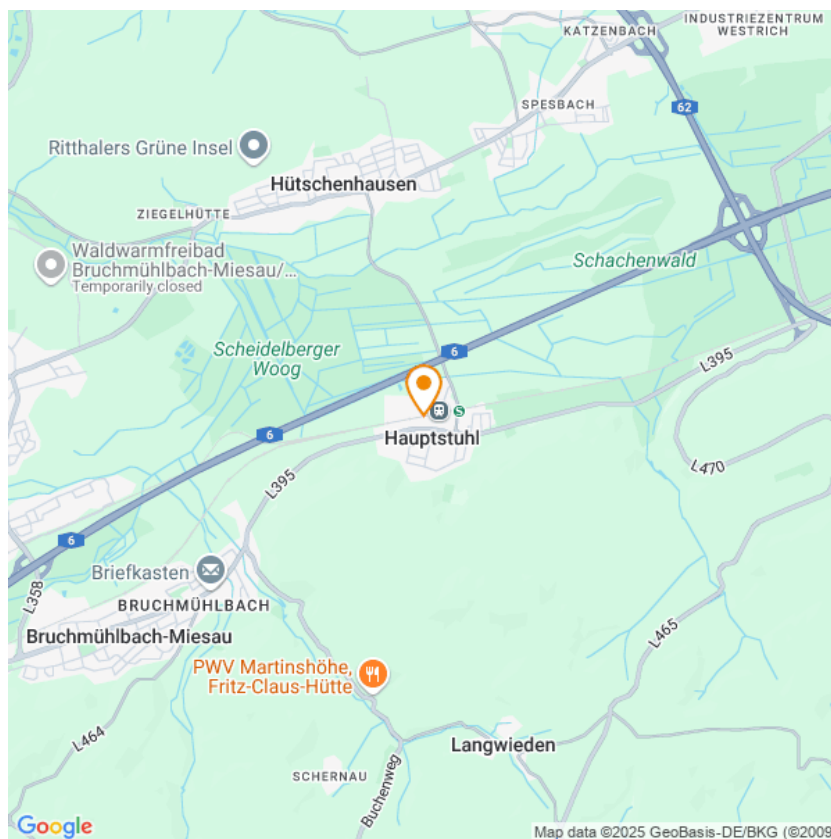 INDUSTRIEZENTRUM
WESTRICH
KATZENBACH
62
SPESBACH
Ritthalers Grüne Insel
Hütschenhausen
ZIEGELHÜTTE
Waldwarmfreibad
Bruchmühlbach-Miesau/...
Temporarily closed
Schachenwald
Scheidelberger
Woog
6
L395
S
Hauptstuhl
6
L470
L395
6
Briefkasten
L358
BRUCHMÜHLBACH
Bruchmühlbach-Miesau
L465
PWV Martinshöhe,
Fritz-Claus-Hütte
L464
Langwieden
SCHERNAU
Buchenweg
Google
Map data ©2025 GeoBasis-DE/BKG (©2009